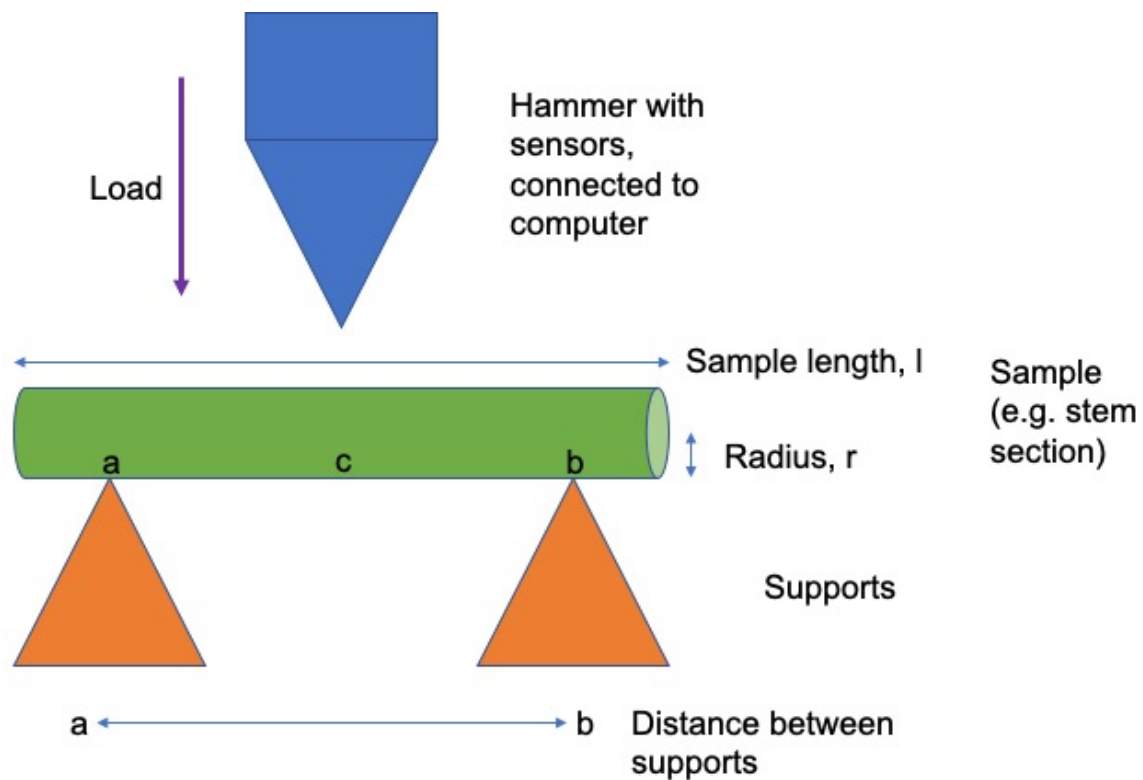 Hammer with
sensors,
connected to
computer
Load
Sample length, l
Sample
(e.g. stem
section)
Radius, r
a
c
b
Supports
a
b
Distance between
supports